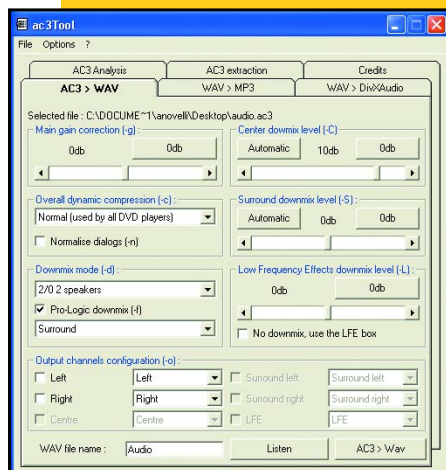 ac3Tool
File Options ?
AC3 Analysis AC3 extraction Credits
AC3 > WAV WAV > MP3 WAV > DivXAudio
Selected file : C:\DOCUME~1\anovelli\Desktop\audio.ac3
Main gain correction (-g) :
0db 0db
Center dowmix level (-C)
Automatic 10db 0db
Overall dynamic compression (-c) :
Normal (used by all DVD players)
Normalise dialogs (-n)
Surround downmix level (-S)
Automatic 0db 0db
Downmix mode (-d) :
2/0 2 speakers
Pro-Logic downmix (-f)
Surround
Low Frequency Effects downmix level (-L)
0db 0db
No downmix, use the LFE box
Output channels configuration (-o) :
Left Left Surround left Surround left
Right Right Surround right Surround right
Centre Centre LFE LFE
WAV file name : Audio Listen AC3 > Wav